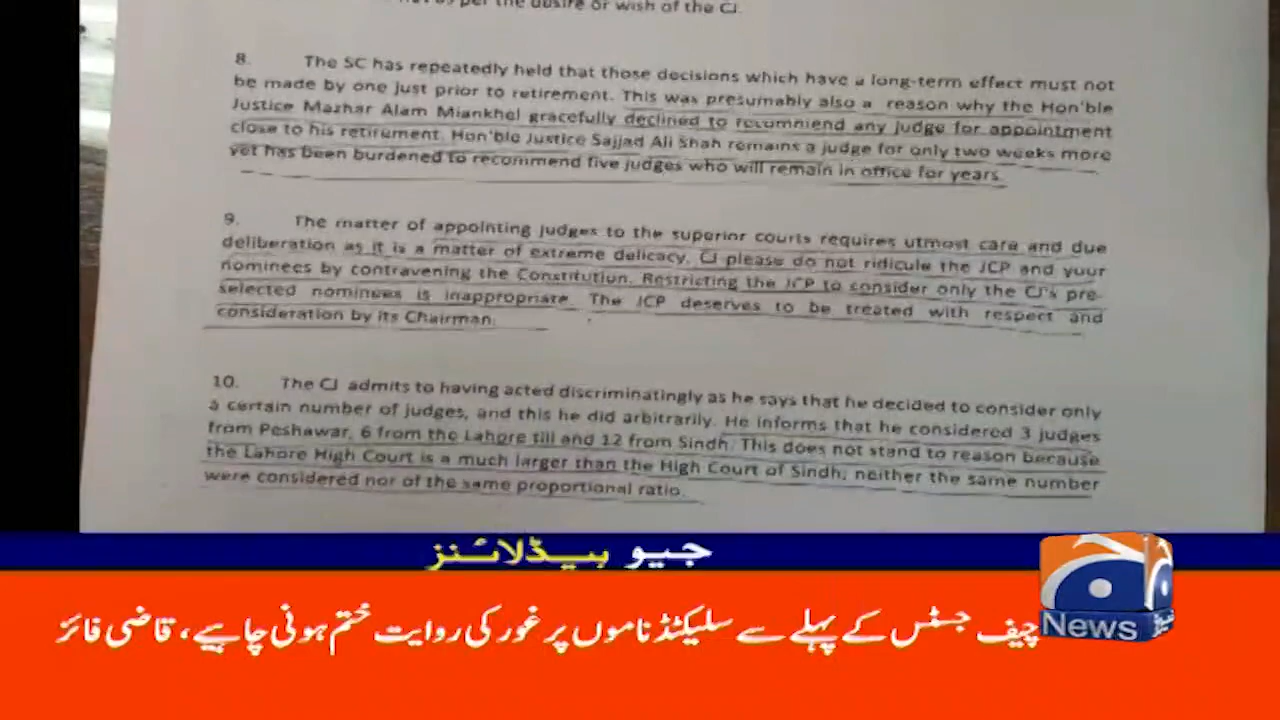 per the desire or wish of the CJ.
8. The SC has repeatedly held that those decisions which have a long-term effect must not
be made by one just prior to retirement. This was presumably also a reason why the Hon'ble
Justice Mazhar Alam Miankhel gracefully declined to recommend any judge for appointment
close to his retirement. Hon'ble Justice Sajjad Ali Shah remains a judge for only two weeks more
yet has been burdened to recommend five judges who will remain in office for years.
9. The matter of appointing judges to the superior courts requires utmost care and due
deliberation as it is a matter of extreme delicacy. CJ please do not ridicule the JCP and your
nominees by contravening the Constitution. Restricting the JCP to consider only the CJ's pre-
selected nominees is inappropriate. The JCP deserves to be treated with respect and
consideration by its Chairman.
10. The CJ admits to having acted discriminatingly as he says that he decided to consider only
a certain number of judges, and this he did arbitrarily. He informs that he considered 3 judges
from Peshawar, 6 from the Lahore till and 12 from Sindh. This does not stand to reason because
the Lahore High Court is a much larger than the High Court of Sindh; neither the same number
were considered nor of the same proportional ratio.
جیو ہیڈلائنز
چیف جسٹس کے پہلے سے سلیکٹڈ ناموں پر غور کی روایت ختم ہونی چاہیے، قاضی فائز
News